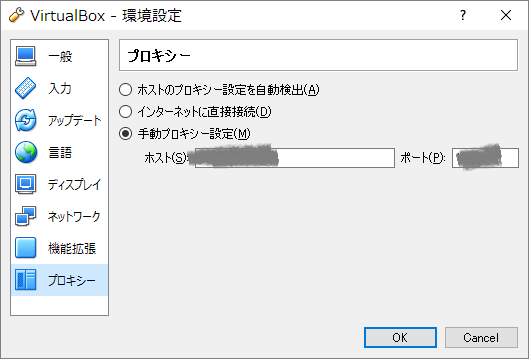 VirtualBox - 環境設定
?
一般
入力
アップデート
言語
ディスプレイ
ネットワーク
機能拡張
プロキシー
プロキシー
ホストのプロキシー設定を自動検出(A)
インターネットに直接接続(D)
手動プロキシー設定(M)
ホスト(S): ポート(P):
OK Cancel